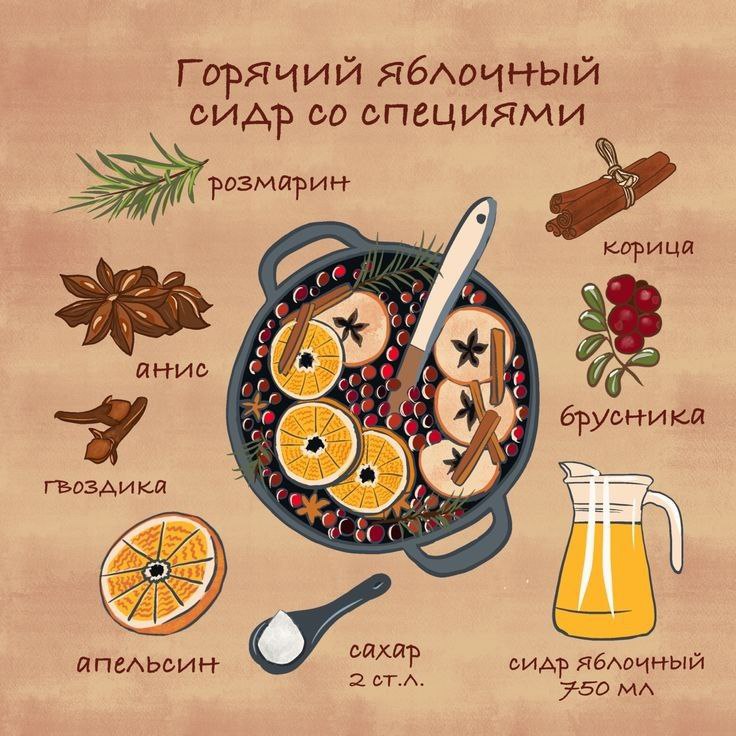 Горячий яблочный
сидр со специями
розмарин
корица
анис
брусника
гвоздика
апельсин
сахар
2 ст.л.
сидр яблочный
750 мл